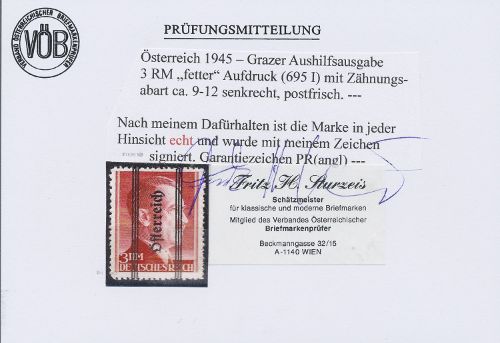 VERBAND ÖSTERREICHISCHER BRIEFMARKENPRÜFER
VÖB
PRÜFUNGSMITTEILUNG
Österreich 1945 – Grazer Aushilfsausgabe
3 RM „fetter“ Aufdruck (695 I) mit Zähnungs-
abart ca. 9-12 senkrecht, postfrisch. ---
Nach meinem Dafürhalten ist die Marke in jeder
Hinsicht echt und wurde mit meinem Zeichen
signiert. Garantiezeichen PR(angl) ---
Fritz H. Sturzeis
Schätzmeister
für klassische und moderne Briefmarken
Mitglied des Verbandes Österreichischer
Briefmarkenprüfer
Beckmanngasse 32/15
A-1140 WIEN
Österreich
3 RM
DEUTSCHES REICH